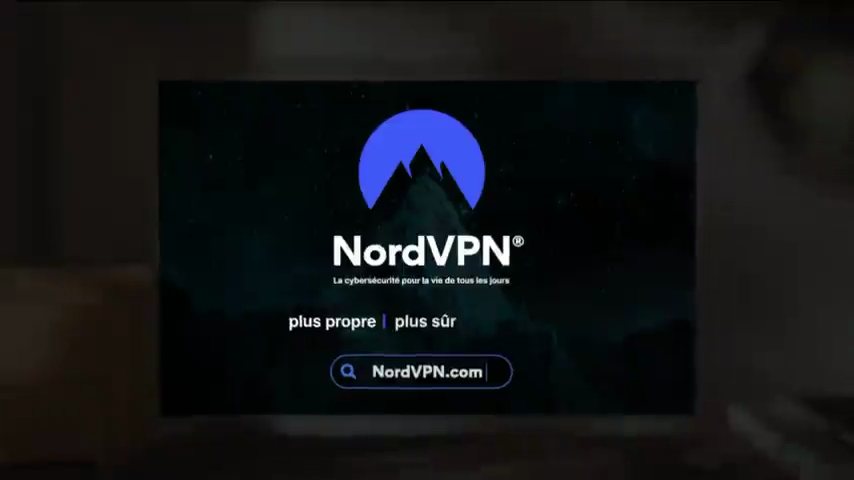 NordVPN®
La cybersécurité pour la vie de tous les jours
plus propre | plus sûr
NordVPN.com